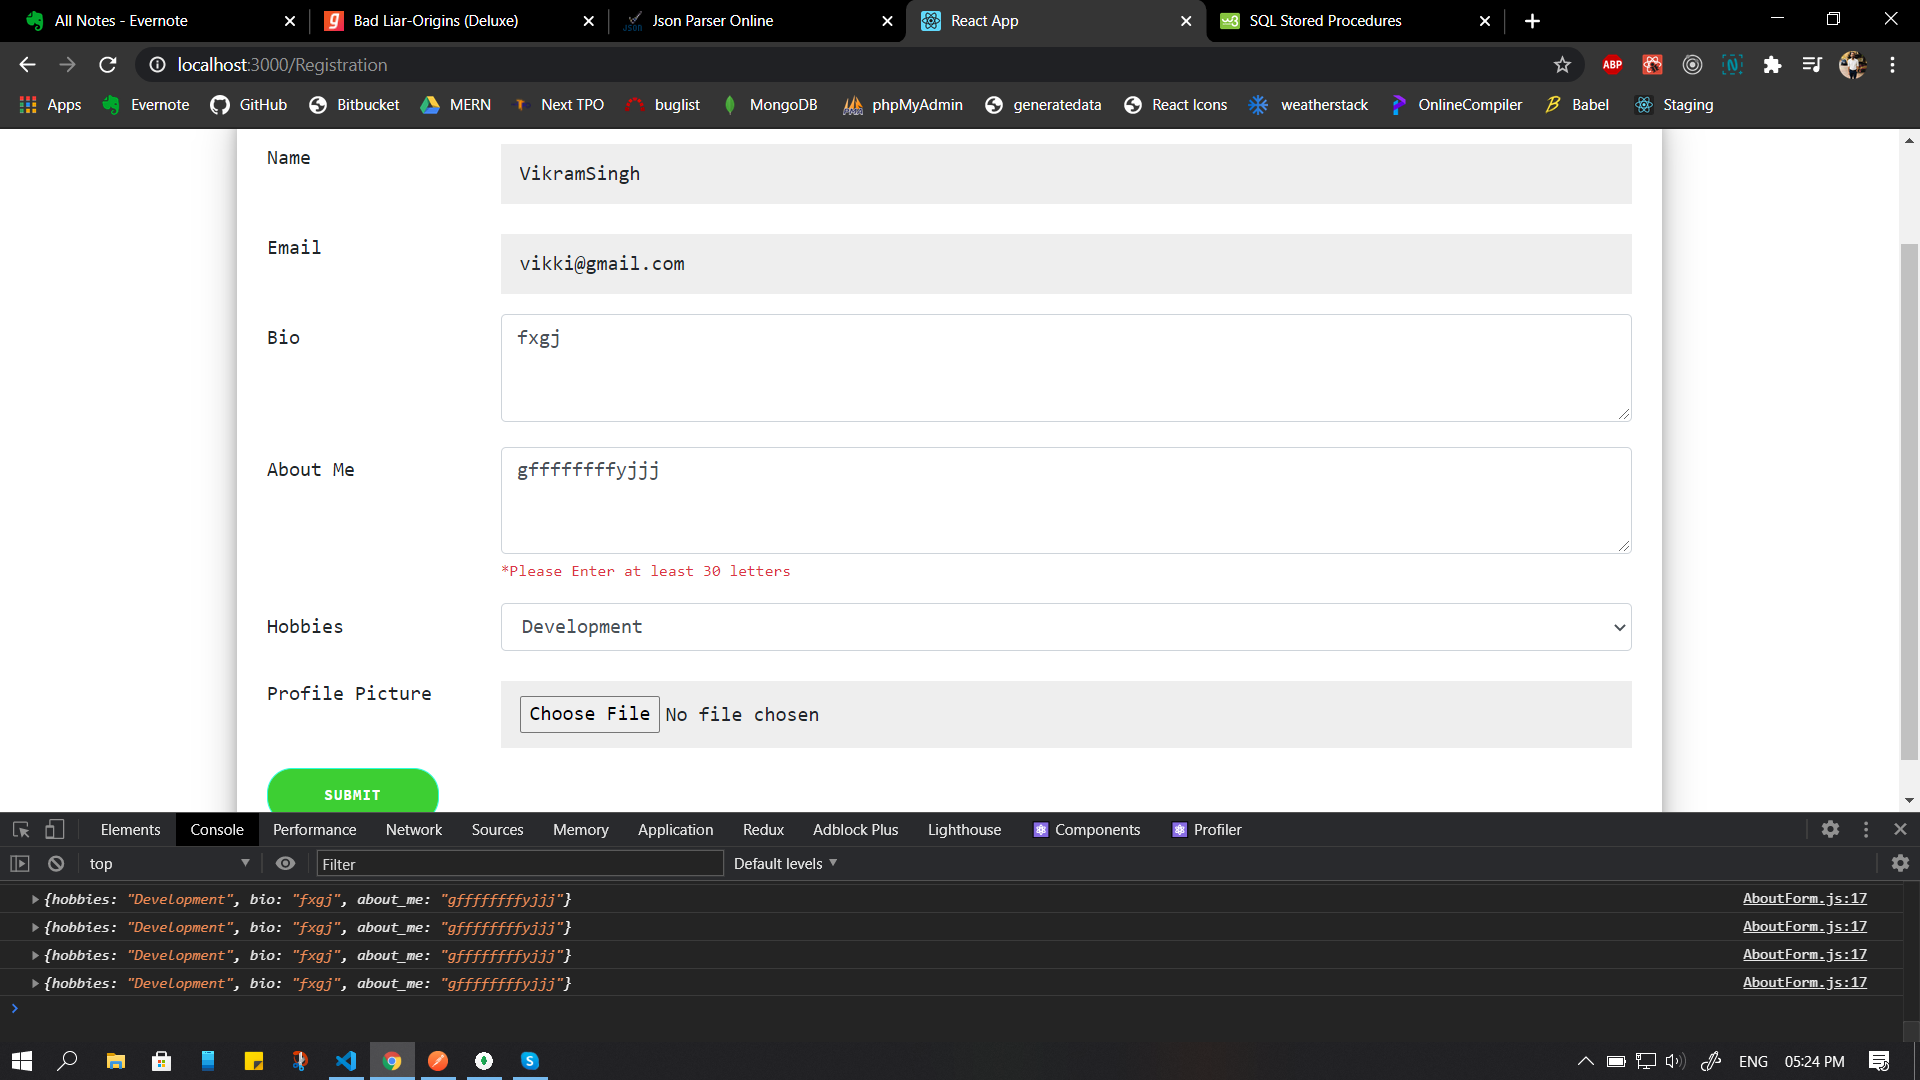 All Notes - Evernote
Bad Liar-Origins (Deluxe)
Json Parser Online
React App
SQL Stored Procedures
localhost:3000/Registration
ABP
Apps
Evernote
GitHub
Bitbucket
MERN
Next TPO
buglist
MongoDB
phpMyAdmin
generatedata
React Icons
weatherstack
OnlineCompiler
Babel
Staging
Name
VikramSingh
Email
vikki@gmail.com
Bio
fxgj
About Me
gffffffffyjjj
*Please Enter at least 30 letters
Hobbies
Development
Profile Picture
Choose File No file chosen
SUBMIT
Elements
Console
Performance
Network
Sources
Memory
Application
Redux
Adblock Plus
Lighthouse
Components
Profiler
top
Filter
Default levels
{hobbies: "Development", bio: "fxgj", about_me: "gffffffffyjjj"} AboutForm.js:17
{hobbies: "Development", bio: "fxgj", about_me: "gffffffffyjjj"} AboutForm.js:17
{hobbies: "Development", bio: "fxgj", about_me: "gffffffffyjjj"} AboutForm.js:17
{hobbies: "Development", bio: "fxgj", about_me: "gffffffffyjjj"} AboutForm.js:17
ENG
05:24 PM